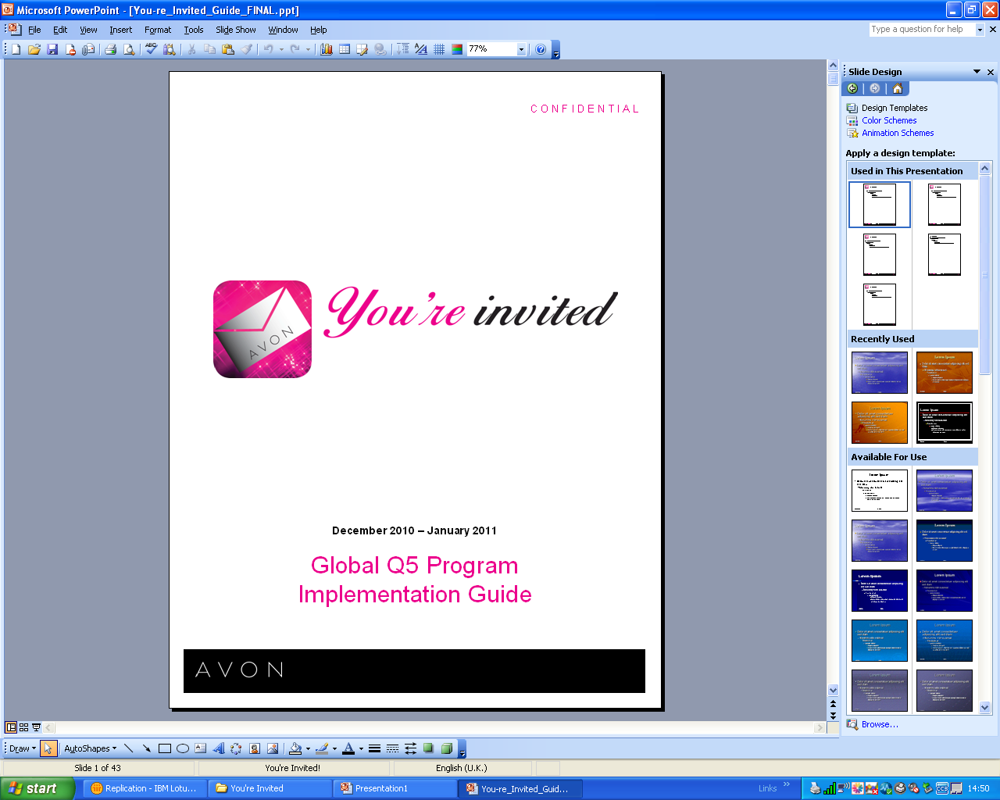 Microsoft PowerPoint - [You-re_Invited_Guide_FINAL.ppt]
File Edit View Insert Format Tools Slide Show Window Help
Type a question for help
77%
Slide Design
Design Templates
Color Schemes
Animation Schemes
Apply a design template:
Used in This Presentation
Recently Used
Available For Use
Browse...
CONFIDENTIAL
AVON
You're invited
December 2010 – January 2011
Global Q5 Program
Implementation Guide
AVON
Draw AutoShapes
Slide 1 of 43 You're Invited! English (U.K.)
start Replication - IBM Lotu... You're Invited Presentation1 You-re_Invited_Guid... Links 14:50